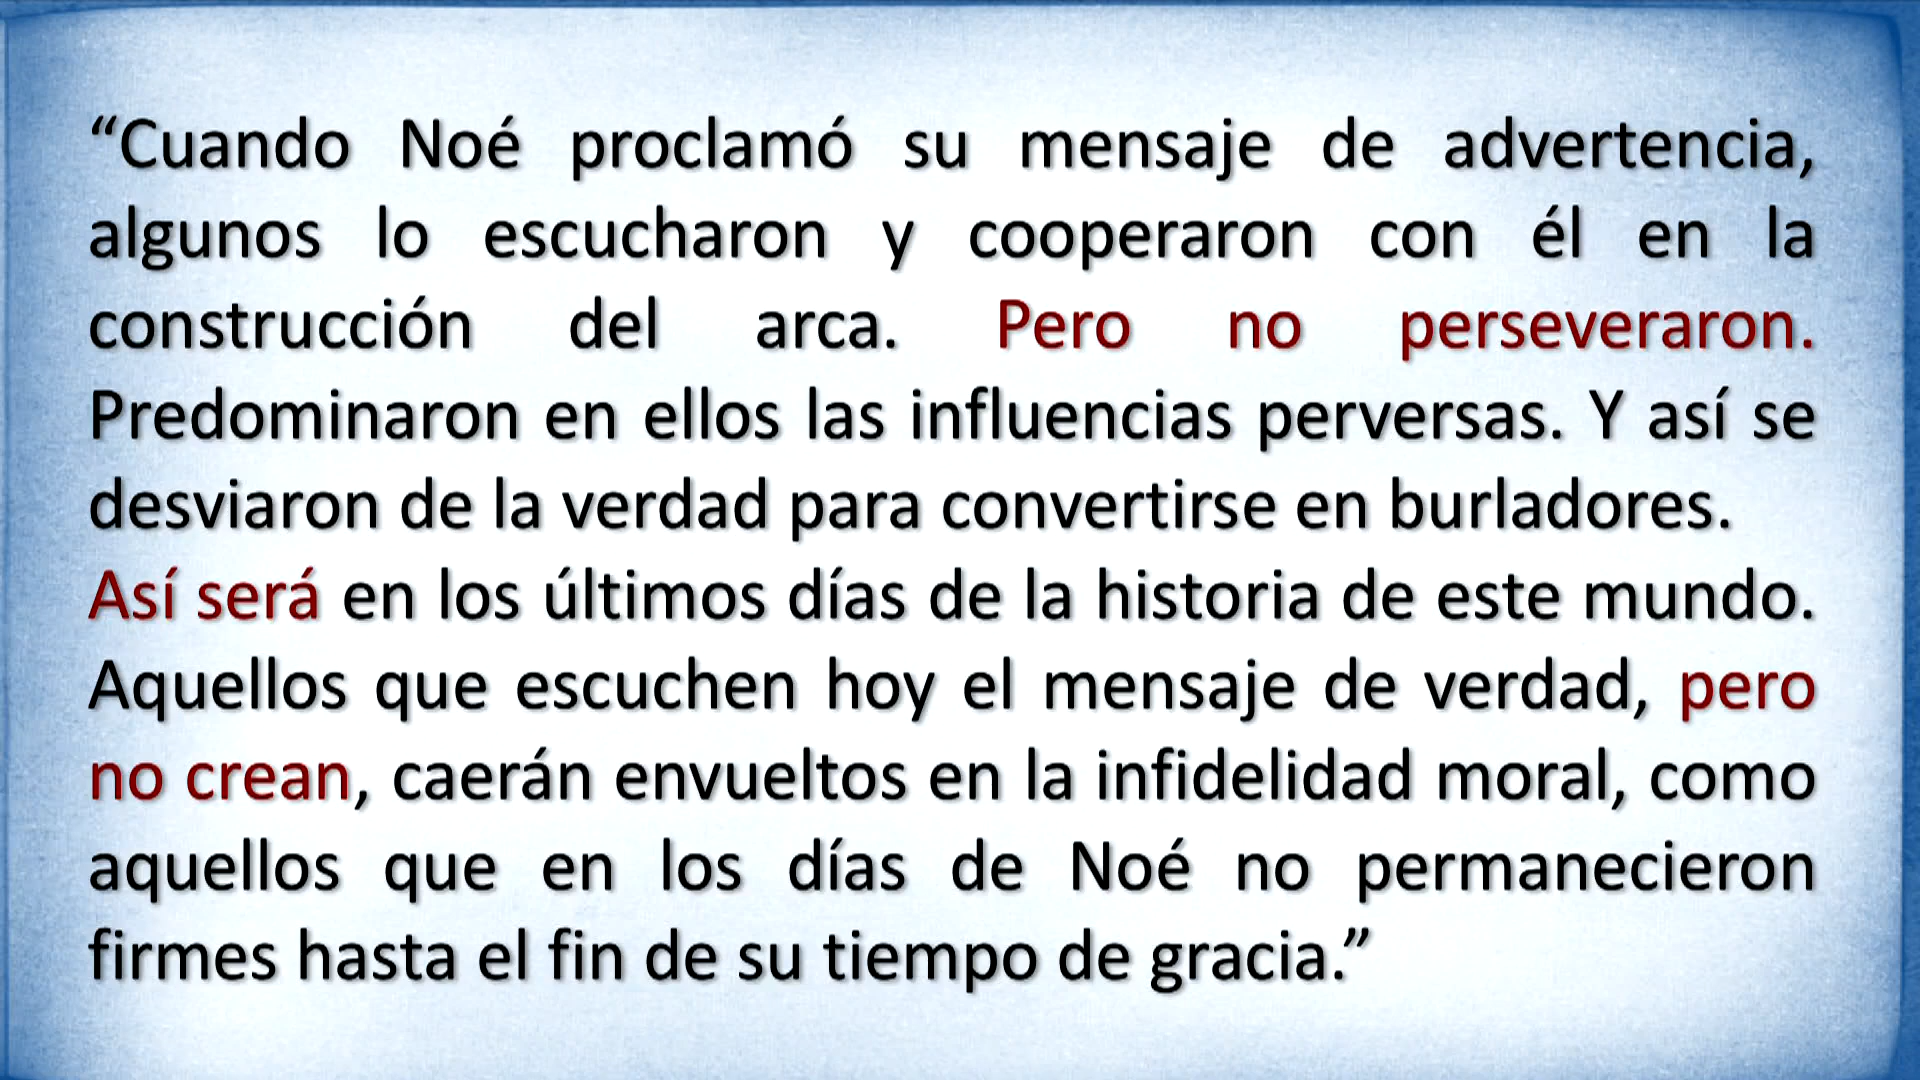 “Cuando Noé proclamó su mensaje de advertencia,
algunos lo escucharon y cooperaron con él en la
construcción del arca. Pero no perseveraron.
Predominaron en ellos las influencias perversas. Y así se
desviaron de la verdad para convertirse en burladores.
Así será en los últimos días de la historia de este mundo.
Aquellos que escuchen hoy el mensaje de verdad, pero
no crean, caerán envueltos en la infidelidad moral, como
aquellos que en los días de Noé no permanecieron
firmes hasta el fin de su tiempo de gracia.”